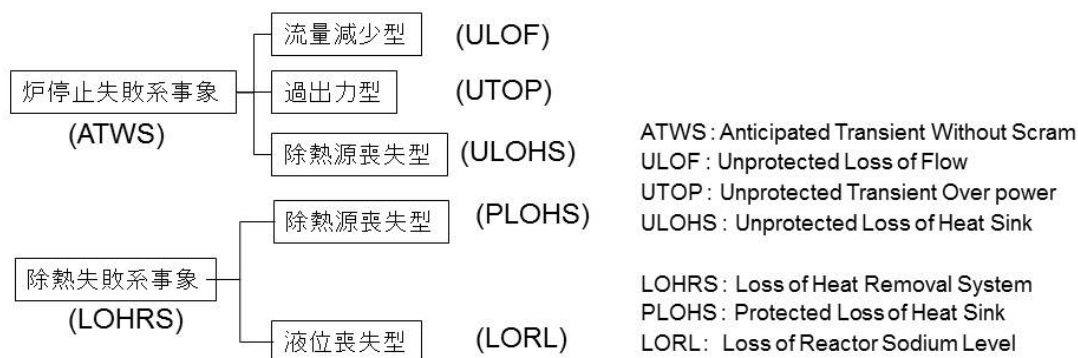 流量減少型 (ULOF)
炉停止失敗系事象
(ATWS)
過出力型 (UTOP)
除熱源喪失型 (ULOHS)
除熱源喪失型 (PLOHS)
除熱失敗系事象
(LOHRS)
液位喪失型 (LORL)
ATWS : Anticipated Transient Without Scram
ULOF : Unprotected Loss of Flow
UTOP : Unprotected Transient Over power
ULOHS : Unprotected Loss of Heat Sink
LOHRS : Loss of Heat Removal System
PLOHS : Protected Loss of Heat Sink
LORL: Loss of Reactor Sodium Level